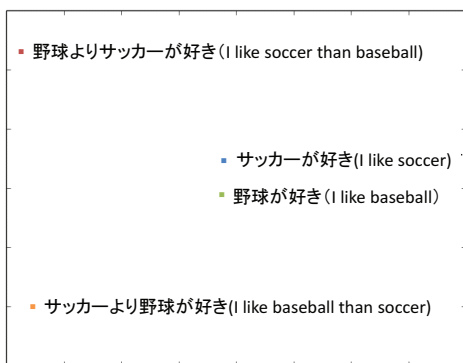 野球よりサッカーが好き（I like soccer than baseball)
サッカーが好き(I like soccer)
野球が好き（I like baseball）
サッカーより野球が好き(I like baseball than soccer)